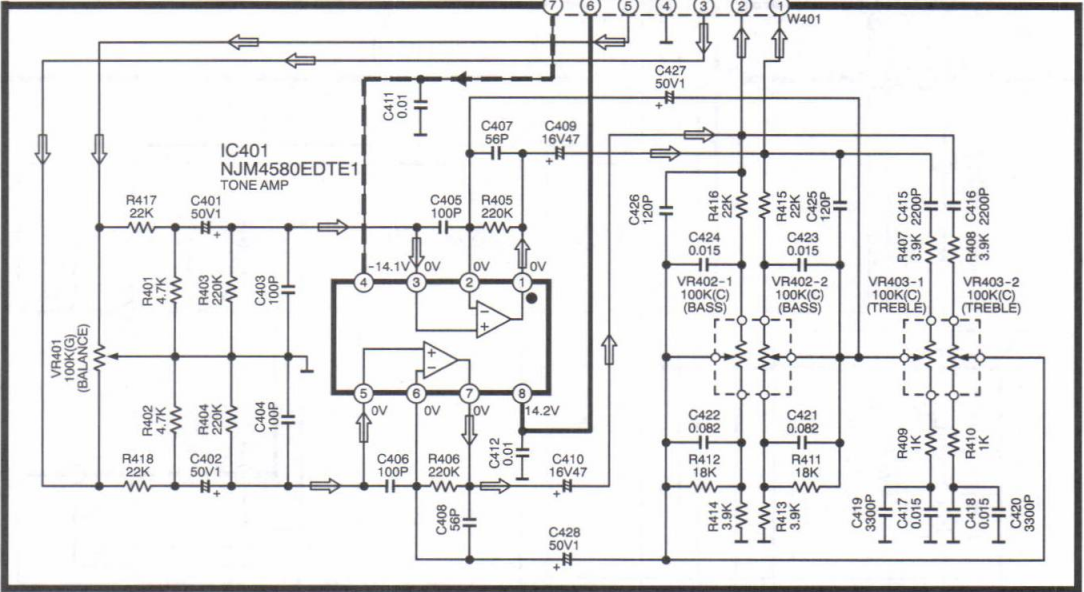 7 6 5 4 3 2 1
W401
C427
50V1
+
C411
0.01
C407
56P
C409
16V47
+
IC401
NJM4580EDTE1
TONE AMP
R417
22K
C401
50V1
+
C405
100P
R405
220K
C426
120P
R416
22K
R415
22K
C425
120P
C415
2200P
C416
2200P
R407
3.9K
R408
3.9K
C424
0.015
C423
0.015
R401
4.7K
R403
220K
C403
100P
-14.1V 0V 0V 0V
4 3 2 1
VR402-1
100K(C)
(BASS)
VR402-2
100K(C)
(BASS)
VR403-1
100K(C)
(TREBLE)
VR403-2
100K(C)
(TREBLE)
- +
+ -
VR401
100K(G)
(BALANCE)
5 6 7 8
0V 0V 0V 14.2V
R402
4.7K
R404
220K
C404
100P
C422
0.082
C421
0.082
R409
1K
R410
1K
R418
22K
C402
50V1
+
C406
100P
R406
220K
C412
0.01
C410
16V47
+
R412
18K
R411
18K
C408
56P
R414
3.9K
R413
3.9K
C419
3300P
C417
0.015
C418
0.015
C420
3300P
C428
50V1
+